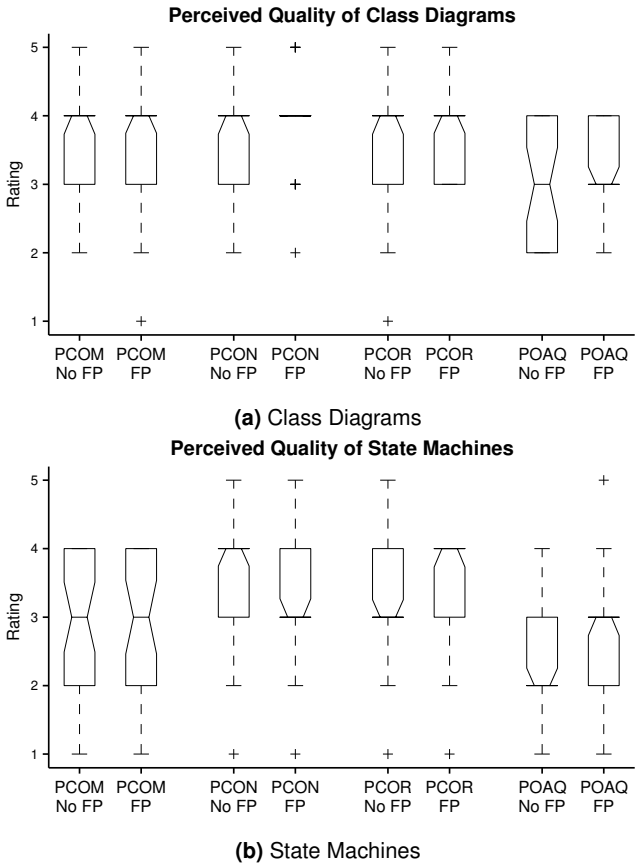 Perceived Quality of Class Diagrams
5
4
3
2
1
Rating
PCOM PCOM PCON PCON PCOR PCOR POAQ POAQ
No FP FP No FP FP No FP FP No FP FP
(a) Class Diagrams
Perceived Quality of State Machines
5
4
3
2
1
Rating
PCOM PCOM PCON PCON PCOR PCOR POAQ POAQ
No FP FP No FP FP No FP FP No FP FP
(b) State Machines